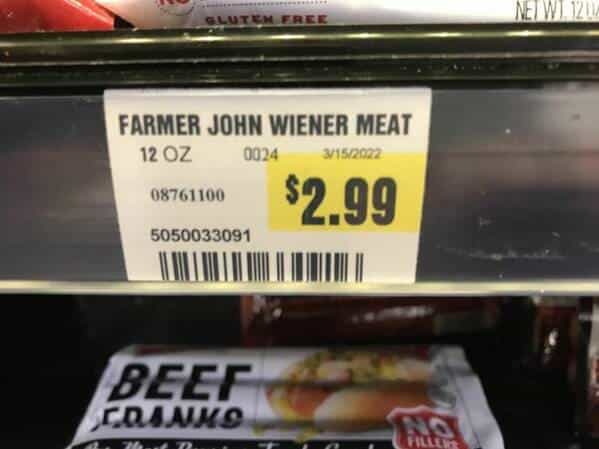 NO
GLUTEN FREE
NET WT. 12
FARMER JOHN WIENER MEAT
12 OZ 0024 3/15/2022
08761100 $2.99
5050033091
BEEF
FRANKS
NO
FILLERS